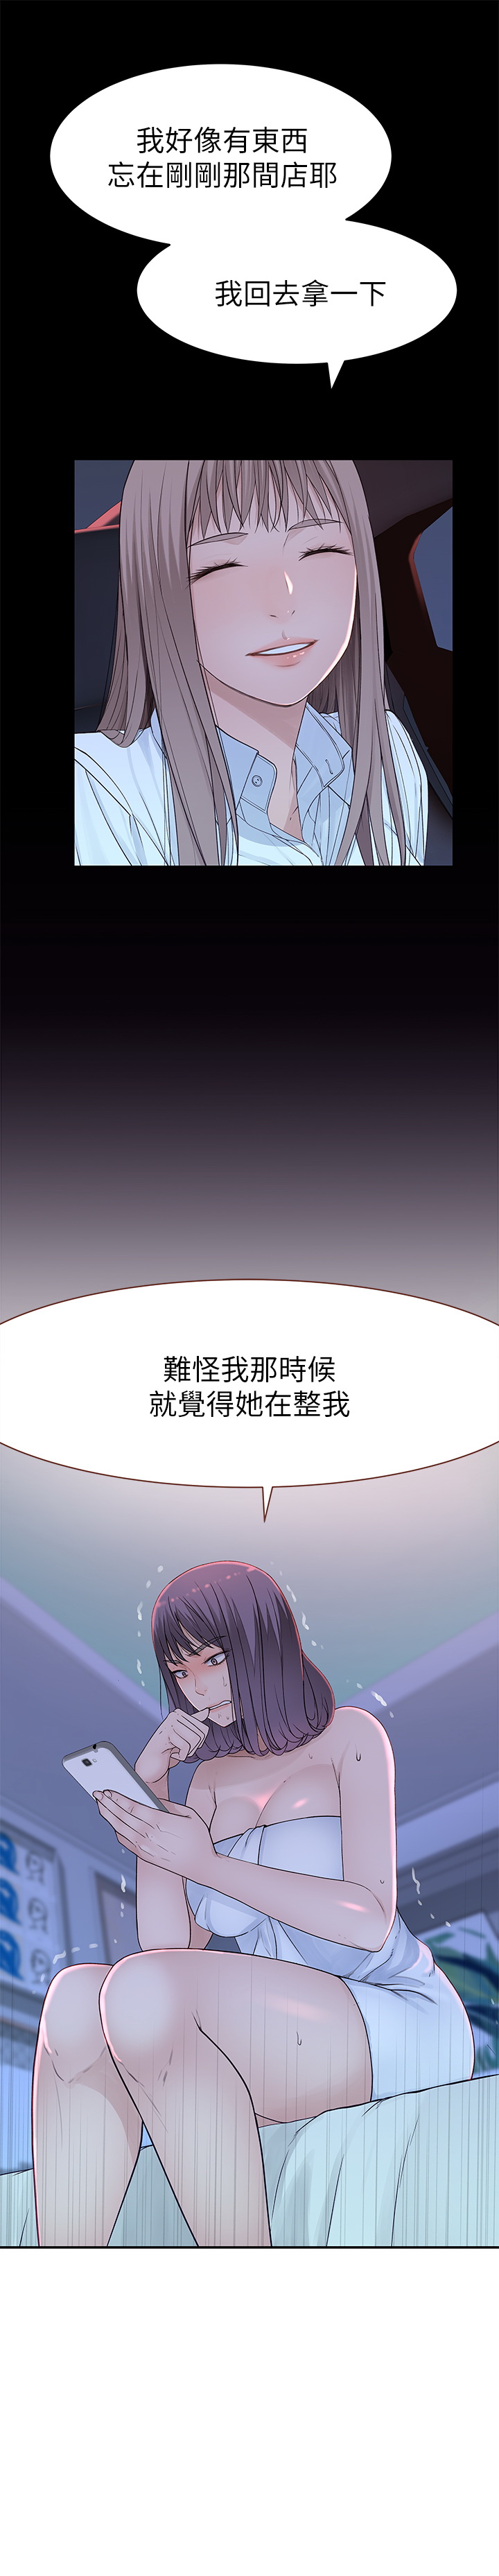 我好像有東西
忘在剛剛那間店耶
我回去拿一下
難怪我那時候
就覺得她在整我